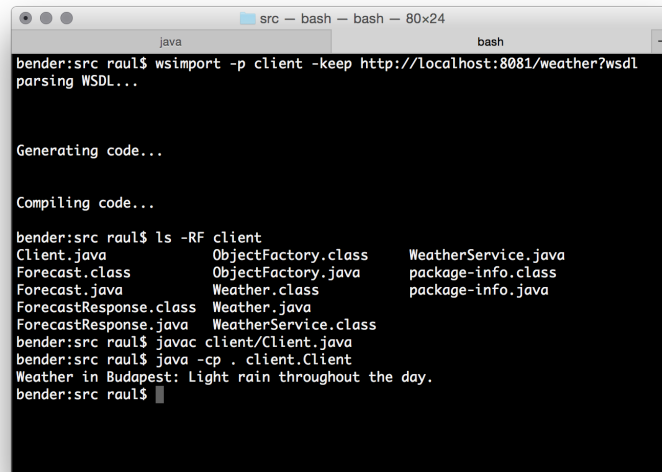 src — bash — bash — 80×24
java
bash
bender:src raul$ wsimport -p client -keep http://localhost:8081/weather?wsdl
parsing WSDL...
Generating code...
Compiling code...
bender:src raul$ ls -RF client
Client.java ObjectFactory.class WeatherService.java
Forecast.class ObjectFactory.java package-info.class
Forecast.java Weather.class package-info.java
ForecastResponse.class Weather.java
ForecastResponse.java WeatherService.class
bender:src raul$ javac client/Client.java
bender:src raul$ java -cp . client.Client
Weather in Budapest: Light rain throughout the day.
bender:src raul$